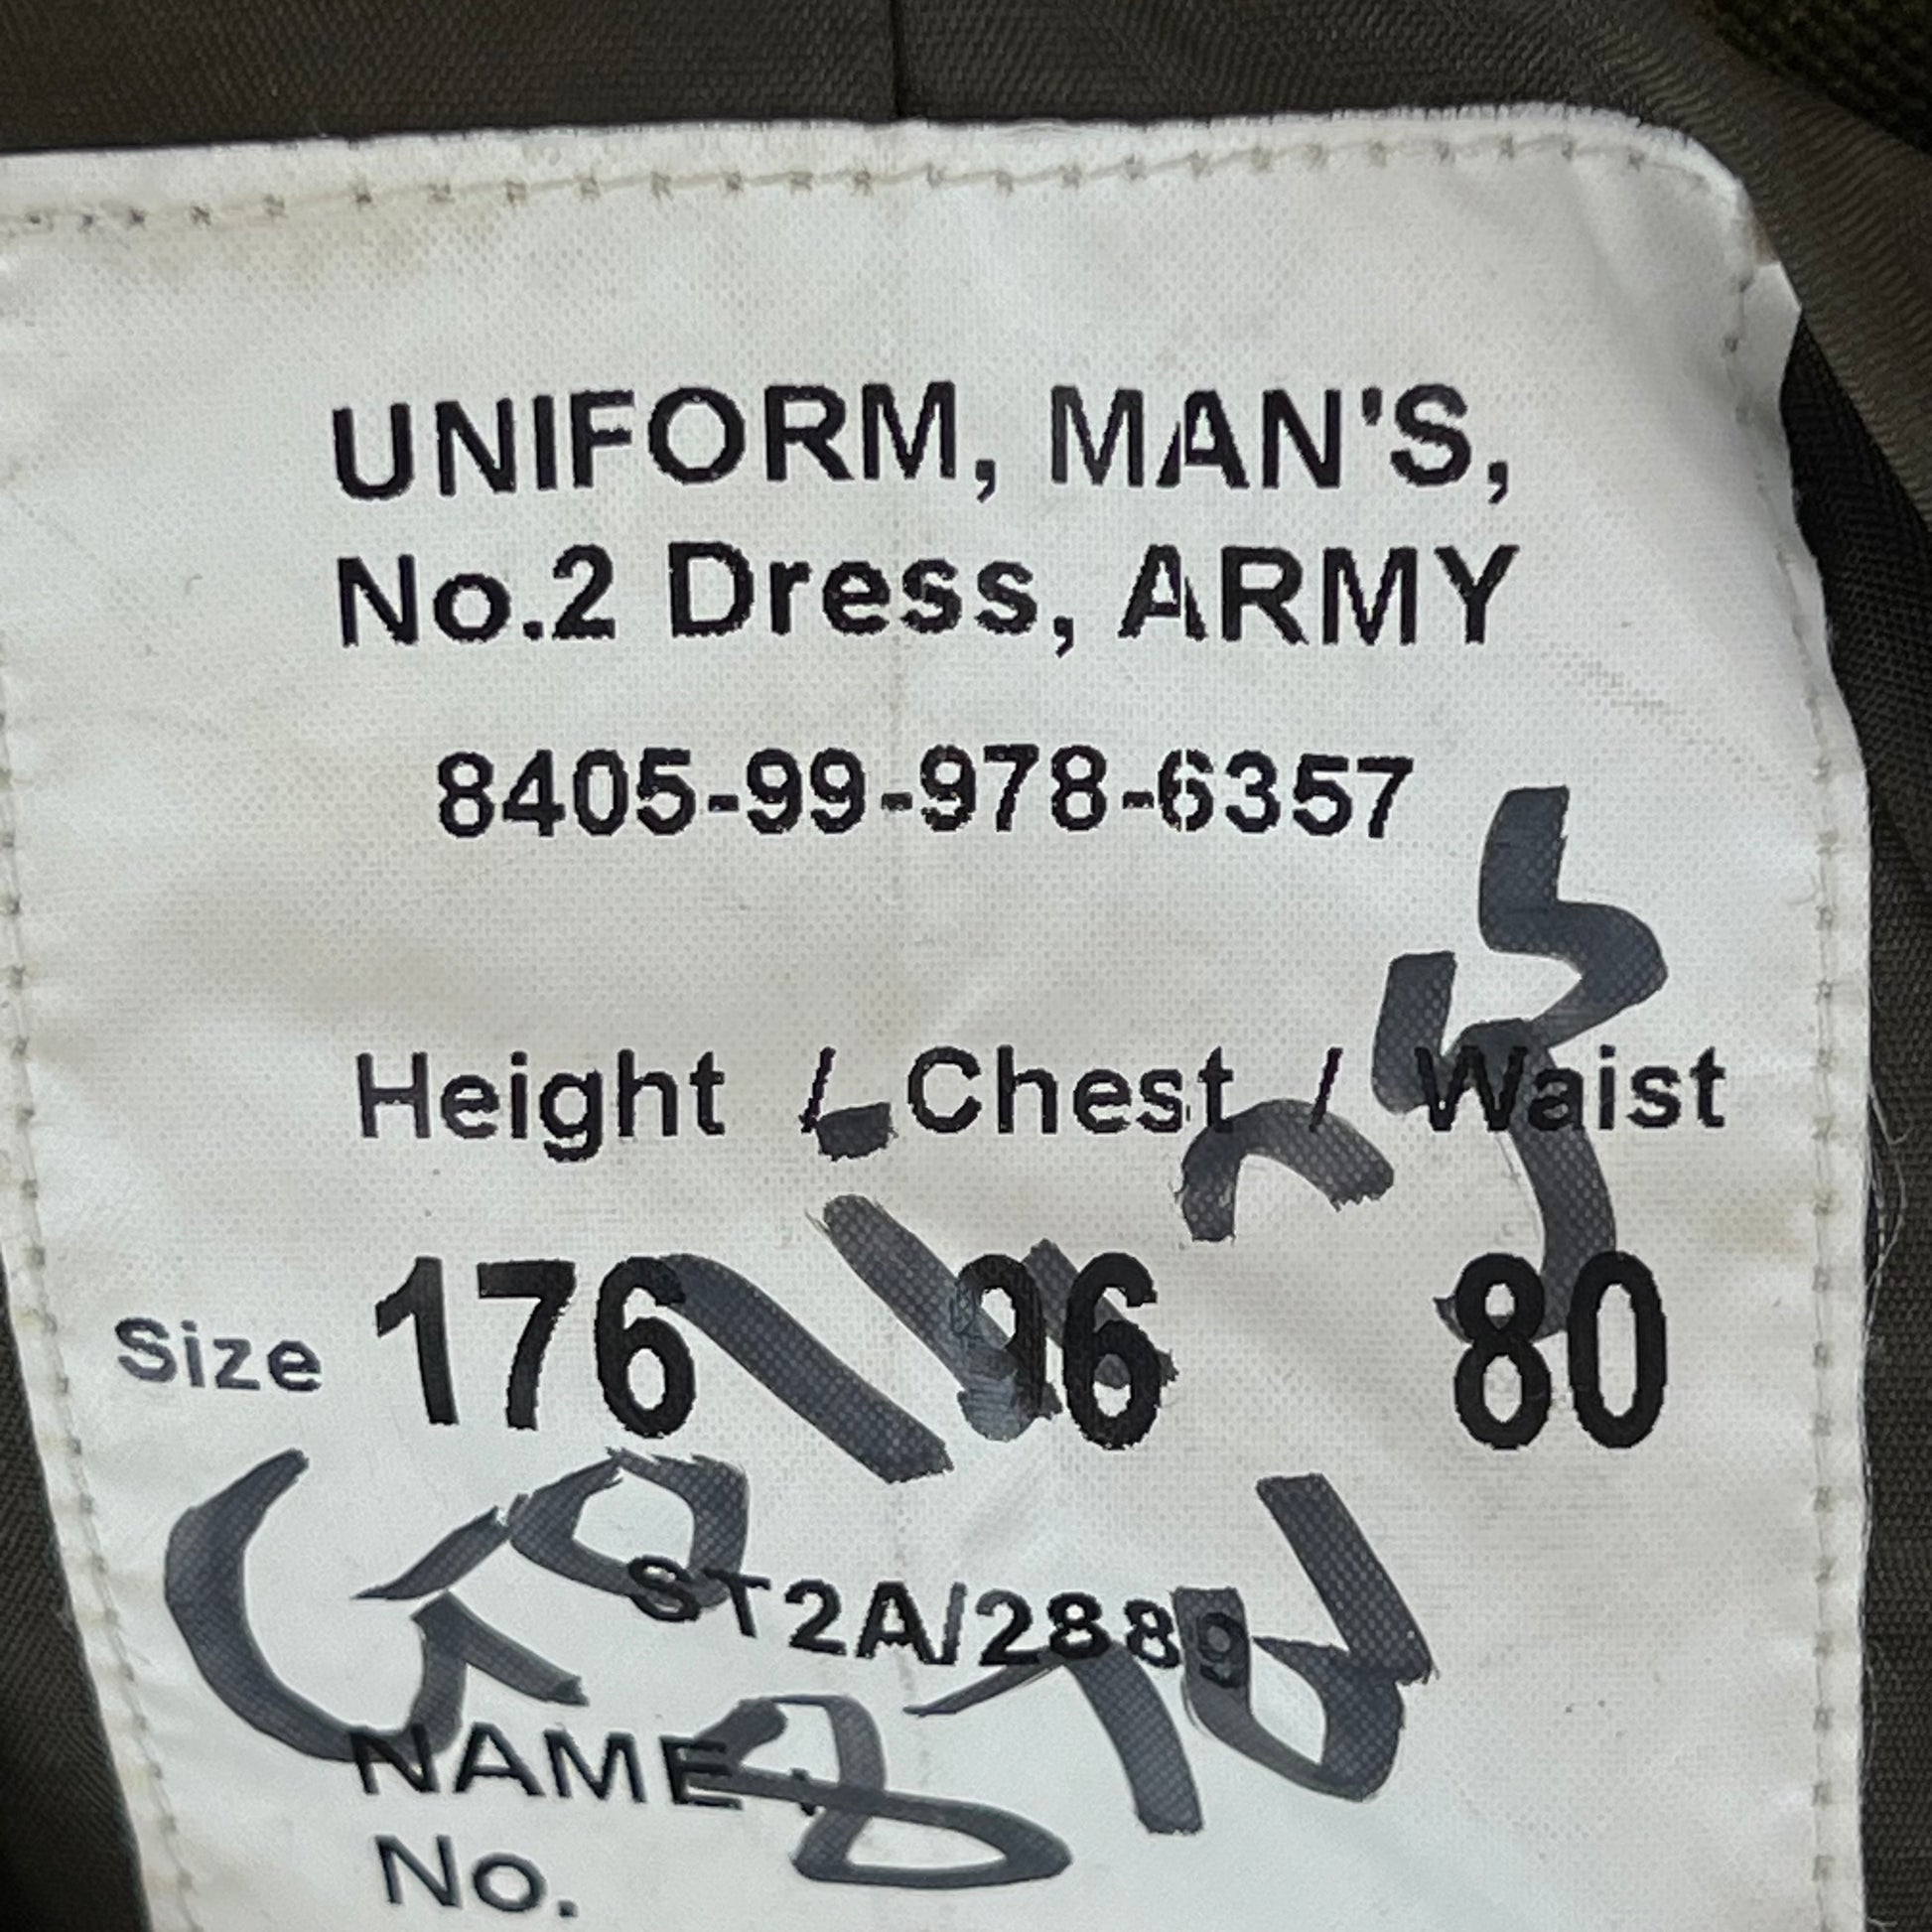 UNIFORM, MAN'S,
No.2 Dress, ARMY
8405-99-978-6357
Height / Chest / Waist
Size 176 96 80
ST2A/2889
NAME :
No.